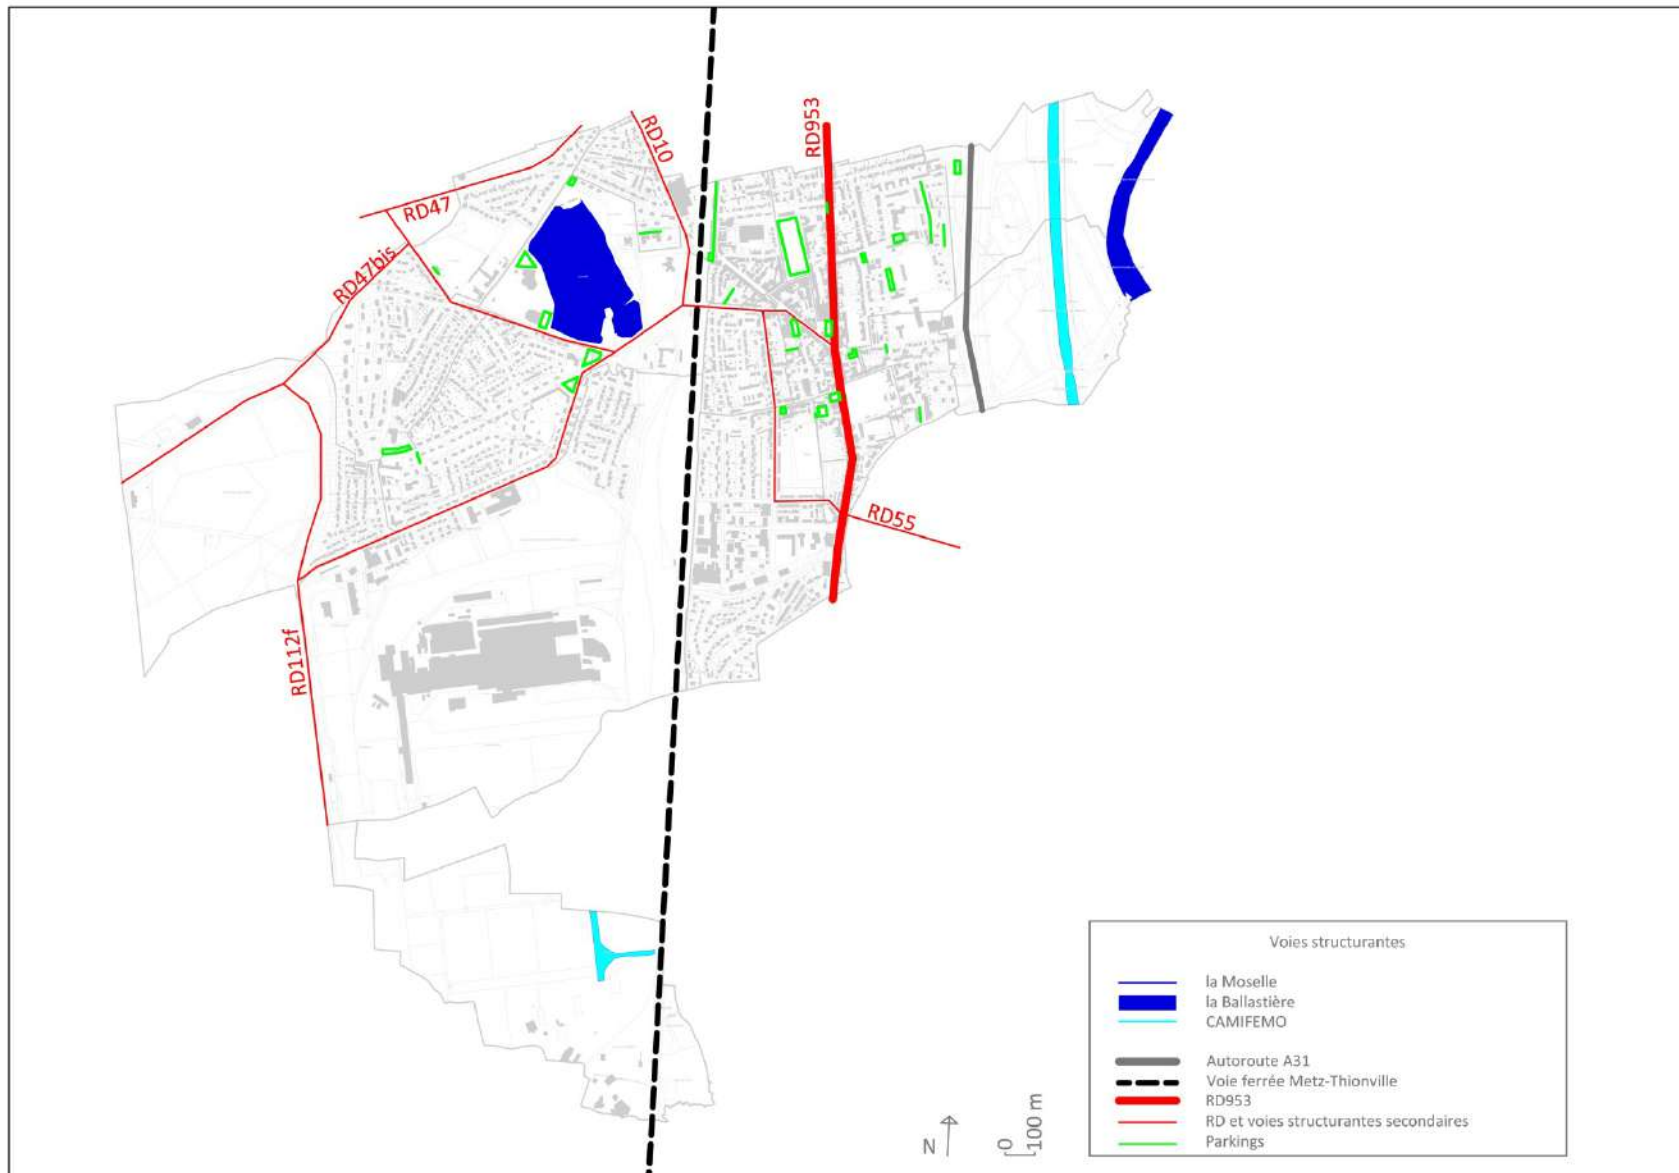 RD953
RD10
RD47
RD47bis
RD55
RD112f
Voies structurantes
la Moselle
la Ballastière
CAMIFEMO
Autoroute A31
Voie ferrée Metz-Thionville
RD953
RD et voies structurantes secondaires
Parkings
N
0
100 m